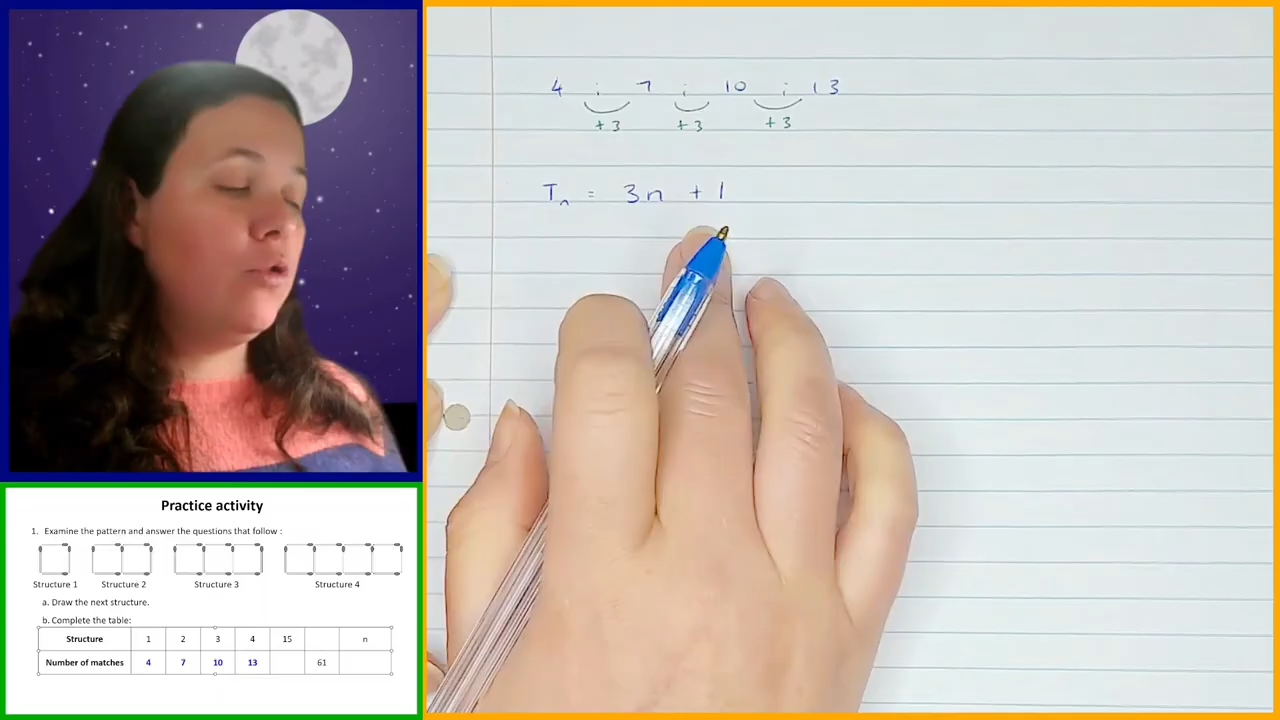 4 ; 7 ; 10 ; 13
+3 +3 +3
Tn = 3n + 1
Practice activity
1. Examine the pattern and answer the questions that follow :
Structure 1 Structure 2 Structure 3 Structure 4
a. Draw the next structure.
b. Complete the table:
Structure 1 2 3 4 15 n
Number of matches 4 7 10 13 61